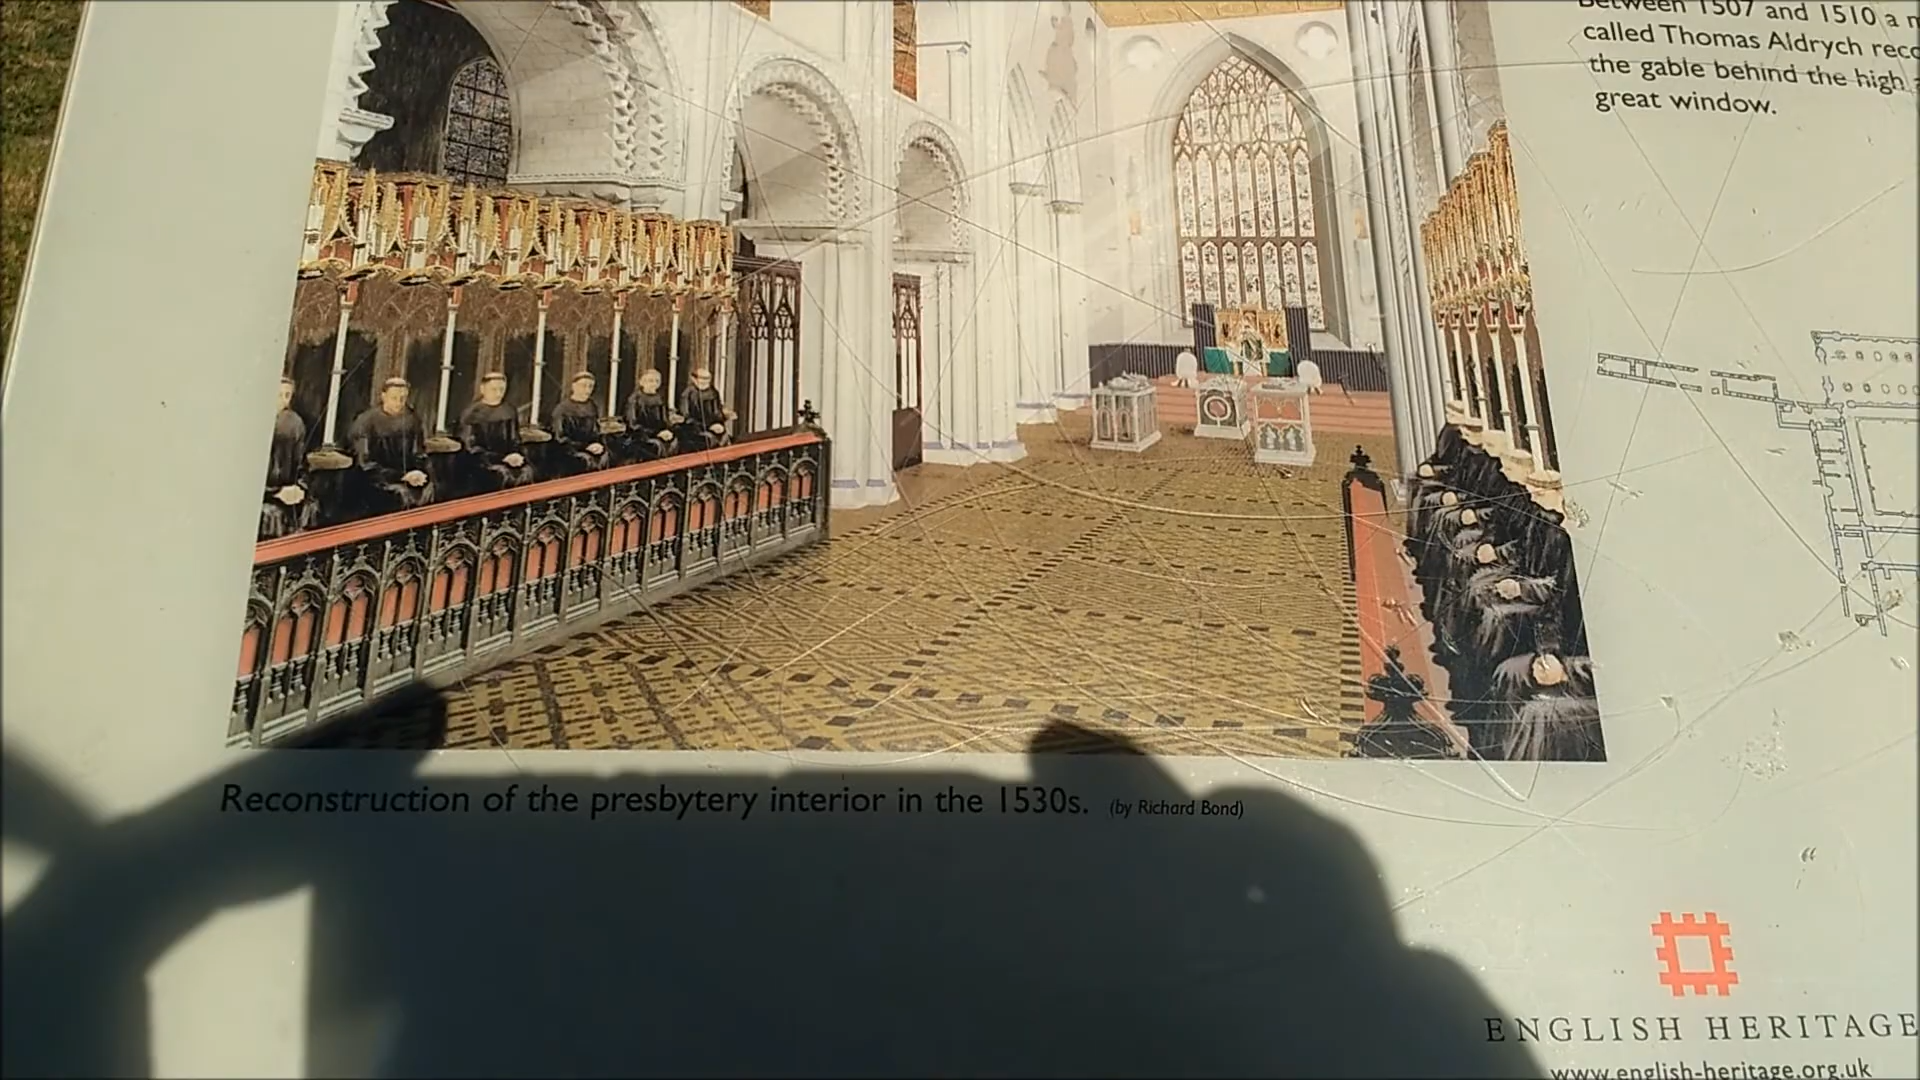 Between 1507 and 1510 a
called Thomas Aldrych
the gable behind the high
great window.
Reconstruction of the presbytery interior in the 1530s. (by Richard Bond)
ENGLISH HERITAGE
www.english-heritage.org.uk